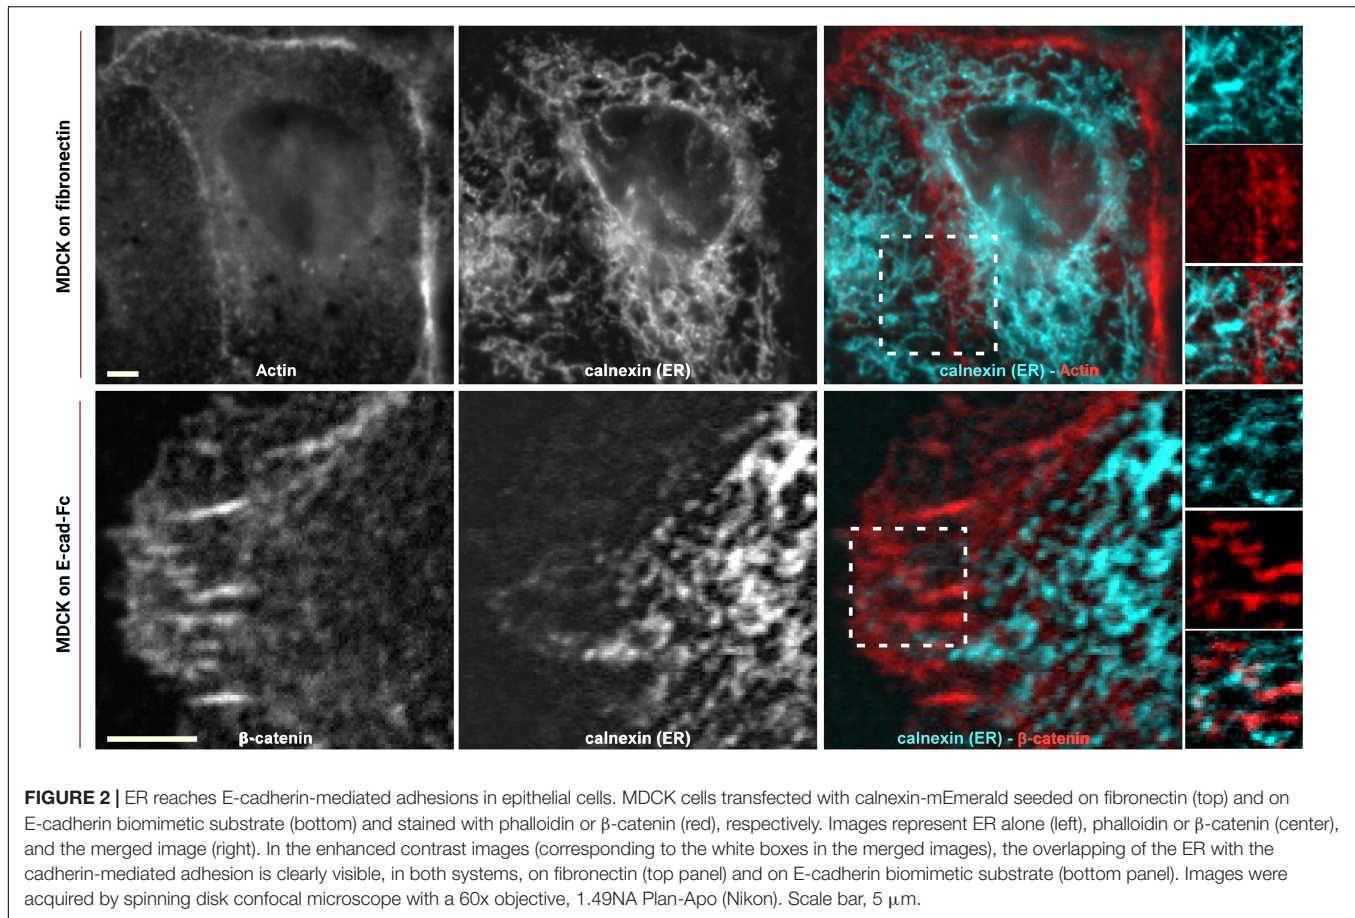 MDCK on fibronectin
Actin
calnexin (ER)
calnexin (ER) - Actin
MDCK on E-cad-Fc
β-catenin
calnexin (ER)
calnexin (ER) - β-catenin
FIGURE 2 | ER reaches E-cadherin-mediated adhesions in epithelial cells. MDCK cells transfected with calnexin-mEmerald seeded on fibronectin (top) and on
E-cadherin biomimetic substrate (bottom) and stained with phalloidin or β-catenin (red), respectively. Images represent ER alone (left), phalloidin or β-catenin (center),
and the merged image (right). In the enhanced contrast images (corresponding to the white boxes in the merged images), the overlapping of the ER with the
cadherin-mediated adhesion is clearly visible, in both systems, on fibronectin (top panel) and on E-cadherin biomimetic substrate (bottom panel). Images were
acquired by spinning disk confocal microscope with a 60x objective, 1.49NA Plan-Apo (Nikon). Scale bar, 5 μm.